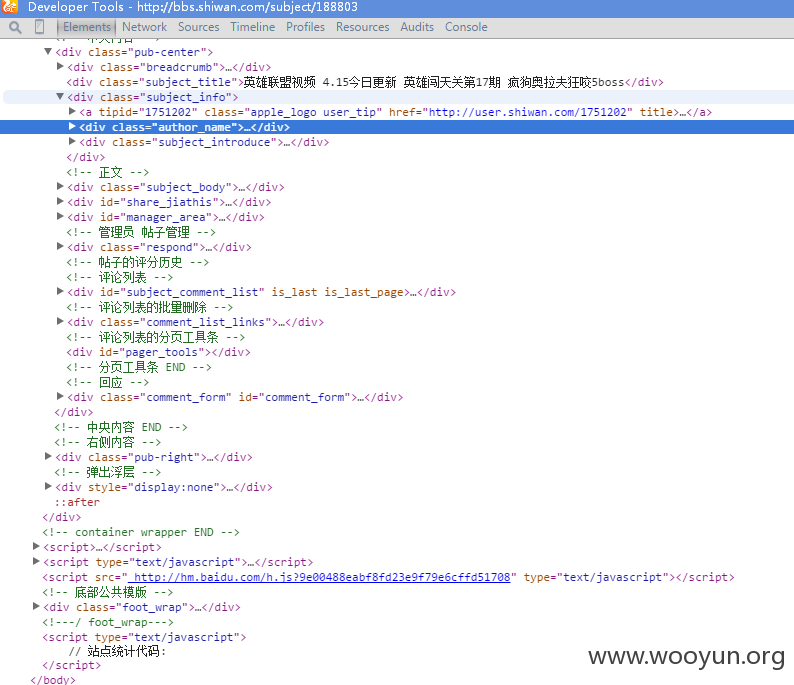 Developer Tools - http://bbs.shiwan.com/subject/188803
Elements Network Sources Timeline Profiles Resources Audits Console
▼<div class="pub-center">
▶<div class="breadcrumb">…</div>
<div class="subject_title">英雄联盟视频 4.15今日更新 英雄闯天关第17期 疯狗奥拉夫狂咬5boss</div>
▼<div class="subject_info">
▶<a tipid="1751202" class="apple_logo user_tip" href="http://user.shiwan.com/1751202" title>…</a>
▶<div class="author_name">…</div>
▶<div class="subject_introduce">…</div>
</div>
<!-- 正文 -->
▶<div class="subject_body">…</div>
▶<div id="share_jiathis">…</div>
▶<div id="manager_area">…</div>
<!-- 管理员 帖子管理 -->
▶<div class="respond">…</div>
<!-- 帖子的评分历史 -->
<!-- 评论列表 -->
▶<div id="subject_comment_list" is_last is_last_page>…</div>
<!-- 评论列表的批量删除 -->
▶<div class="comment_list_links">…</div>
<!-- 评论列表的分页工具条 -->
<div id="pager_tools"></div>
<!-- 分页工具条 END -->
<!-- 回应 -->
▶<div class="comment_form" id="comment_form">…</div>
</div>
<!-- 中央内容 END -->
<!-- 右侧内容 -->
▶<div class="pub-right">…</div>
<!-- 弹出浮层 -->
▶<div style="display:none">…</div>
::after
</div>
<!-- container wrapper END -->
▶<script>…</script>
▶<script type="text/javascript">…</script>
<script src=" http://hm.baidu.com/h.js?9e00488eabf8fd23e9f79e6cffd51708" type="text/javascript"></script>
<!-- 底部公共模版 -->
▶<div class="foot_wrap">…</div>
<!---/ foot_wrap--->
<script type="text/javascript">
// 站点统计代码:
</script>
</body>
www.wooyun.org